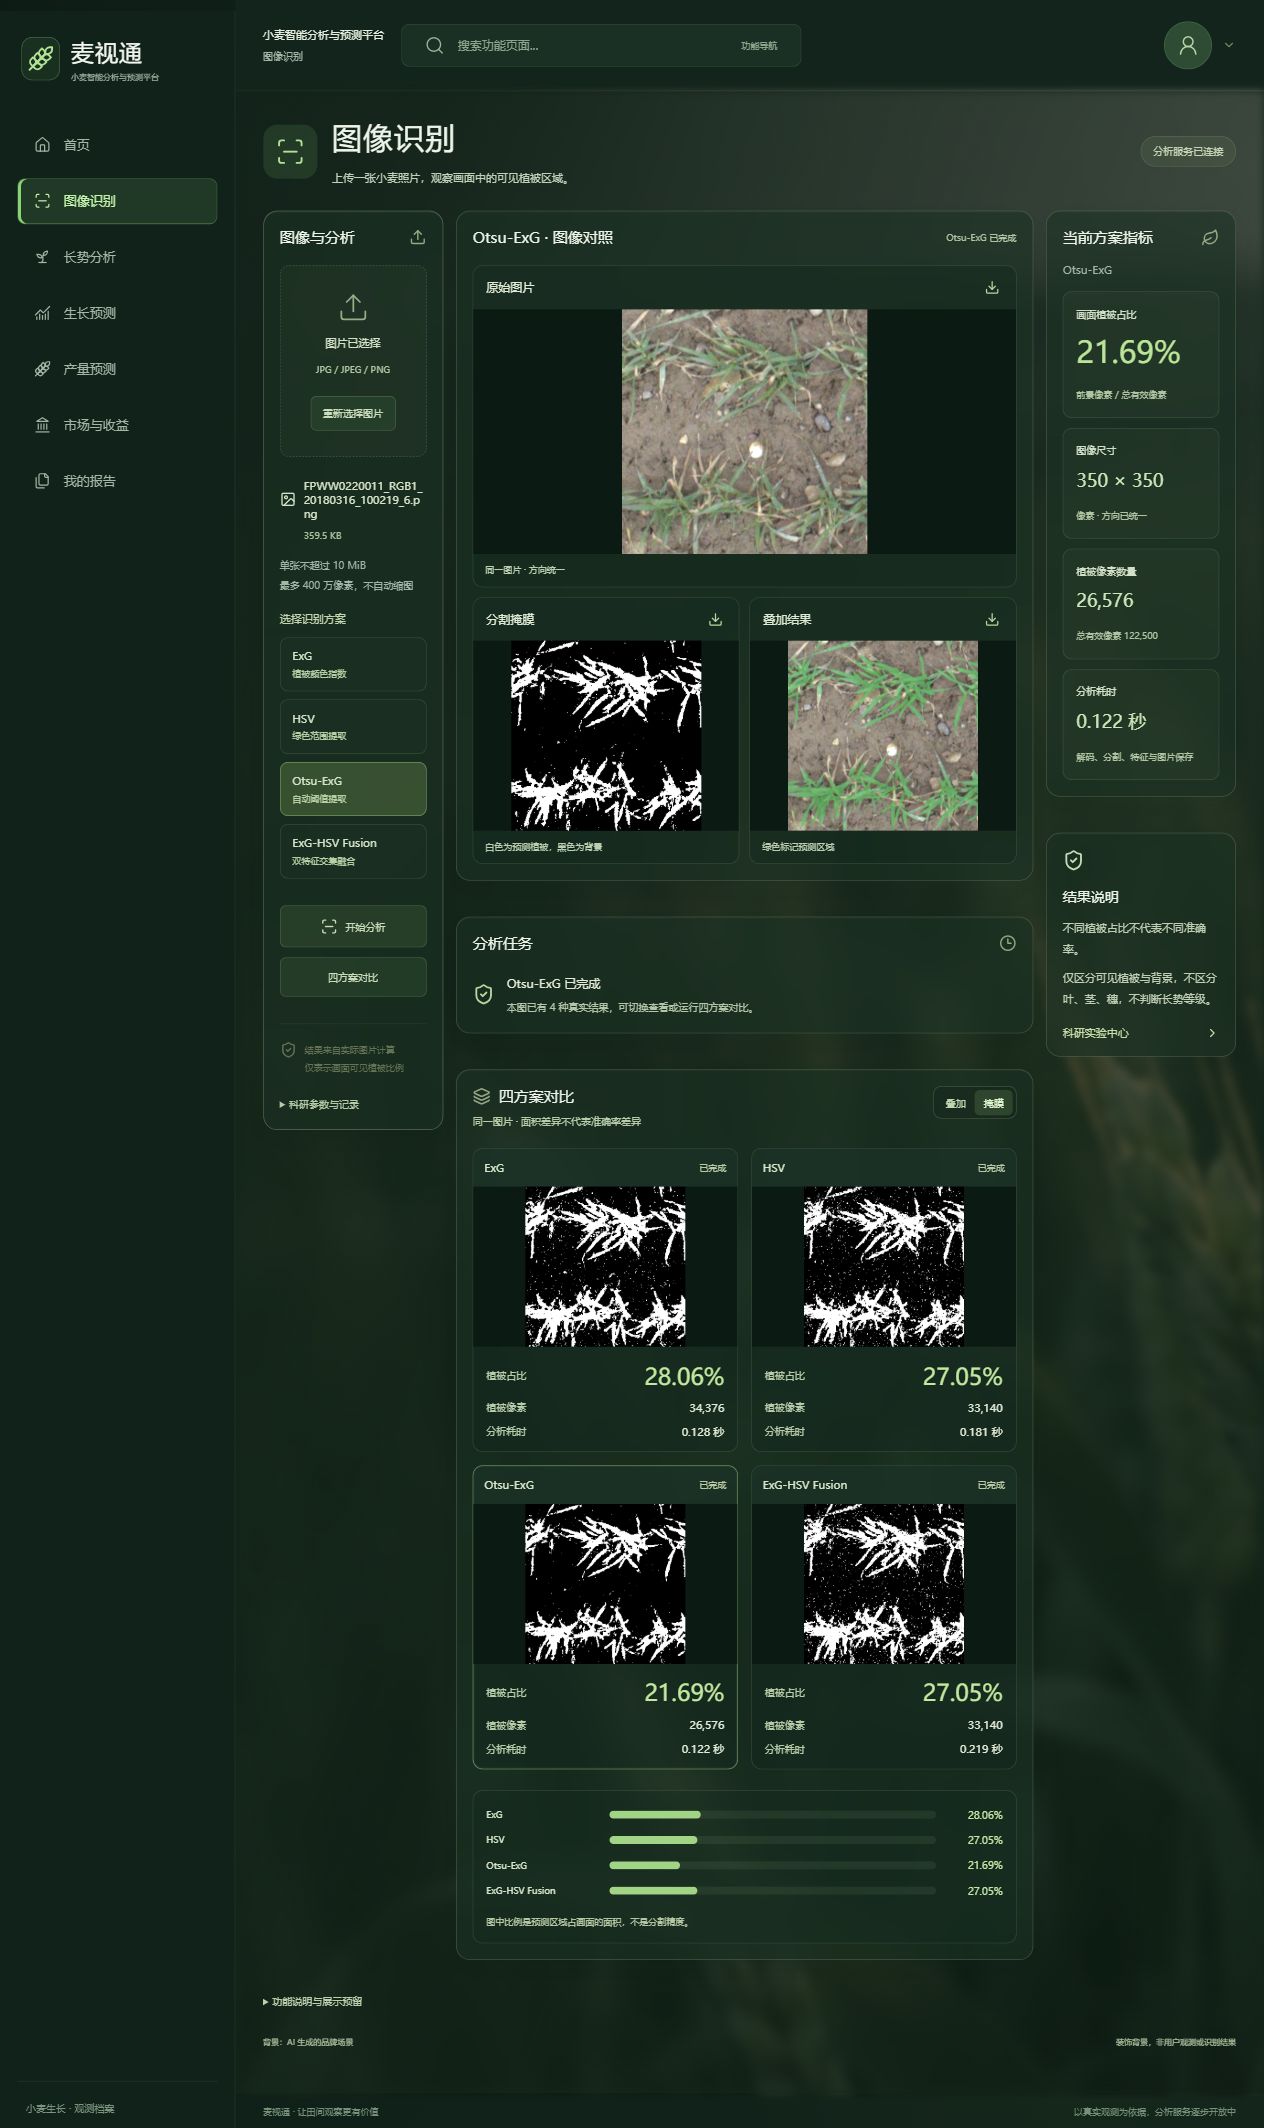 麦视通
小麦智能分析与预测平台
首页
图像识别
长势分析
生长预测
产量预测
市场与收益
我的报告
小麦生长 · 观测档案
小麦智能分析与预测平台
图像识别
搜索功能页面...
功能导航
图像识别
上传一张小麦照片，观察画面中的可见植被区域。
分析服务已连接
图像与分析
图片已选择
JPG / JPEG / PNG
重新选择图片
FPWW0220011_RGB1_
20180316_100219_6.p
ng
359.5 KB
单张不超过 10 MiB
最多 400 万像素，不自动缩图
选择识别方案
ExG
植被颜色指数
HSV
绿色范围提取
Otsu-ExG
自动阈值提取
ExG-HSV Fusion
双特征交集融合
开始分析
四方案对比
结果来自实际图片计算
仅表示画面可见植被比例
科研参数与记录
Otsu-ExG · 图像对照
Otsu-ExG 已完成
原始图片
同一图片 · 方向统一
分割掩膜
白色为预测植被，黑色为背景
叠加结果
绿色标记预测区域
分析任务
Otsu-ExG 已完成
本图已有 4 种真实结果，可切换查看或运行四方案对比。
四方案对比
同一图片 · 面积差异不代表准确率差异
叠加
掩膜
ExG
已完成
植被占比
28.06%
植被像素
34,376
分析耗时
0.128 秒
HSV
已完成
植被占比
27.05%
植被像素
33,140
分析耗时
0.181 秒
Otsu-ExG
已完成
植被占比
21.69%
植被像素
26,576
分析耗时
0.122 秒
ExG-HSV Fusion
已完成
植被占比
27.05%
植被像素
33,140
分析耗时
0.219 秒
ExG
28.06%
HSV
27.05%
Otsu-ExG
21.69%
ExG-HSV Fusion
27.05%
图中比例是预测区域占画面的面积，不是分割精度。
当前方案指标
Otsu-ExG
画面植被占比
21.69%
前景像素 / 总有效像素
图像尺寸
350 × 350
像素 · 方向已统一
植被像素数量
26,576
总有效像素 122,500
分析耗时
0.122 秒
解码、分割、特征与图片保存
结果说明
不同植被占比不代表不同准确
率。
仅区分可见植被与背景，不区分
叶、茎、穗，不判断长势等级。
科研实验中心
功能说明与展示预留
背景：AI 生成的品牌场景
装饰背景，非用户观测或识别结果
麦视通 · 让田间观察更有价值
以真实观测为依据，分析服务逐步开放中